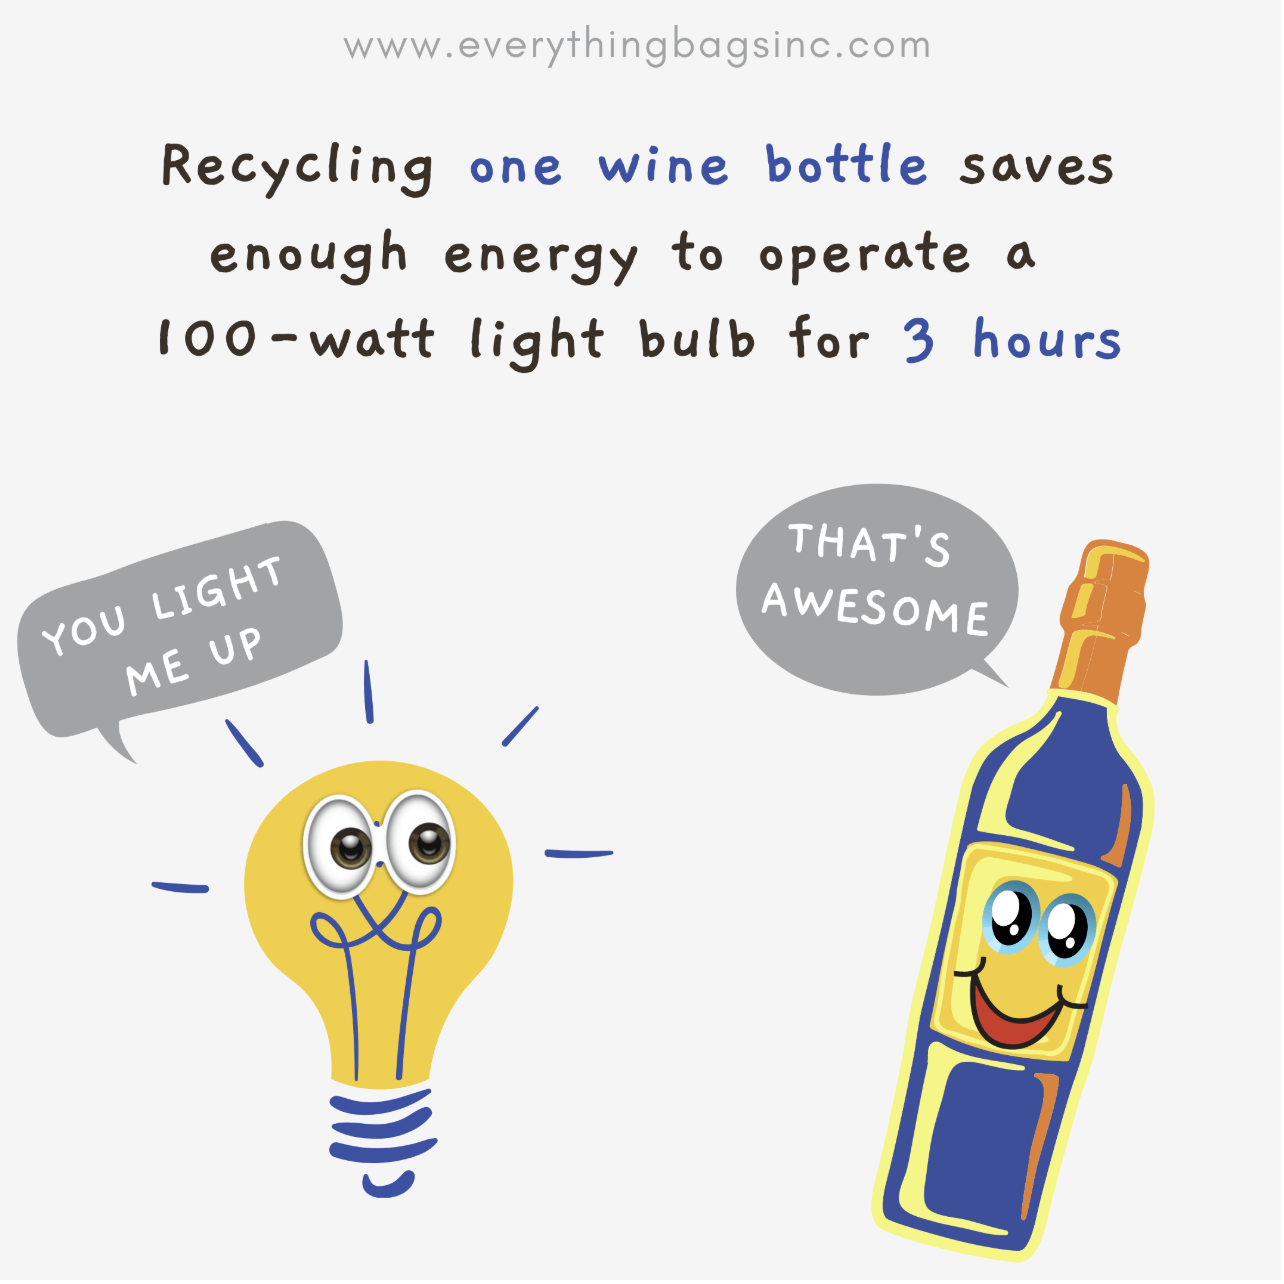 www.everythingbagsinc.com
Recycling one wine bottle saves
enough energy to operate a
100-watt light bulb for 3 hours
YOU LIGHT
ME UP
THAT'S
AWESOME